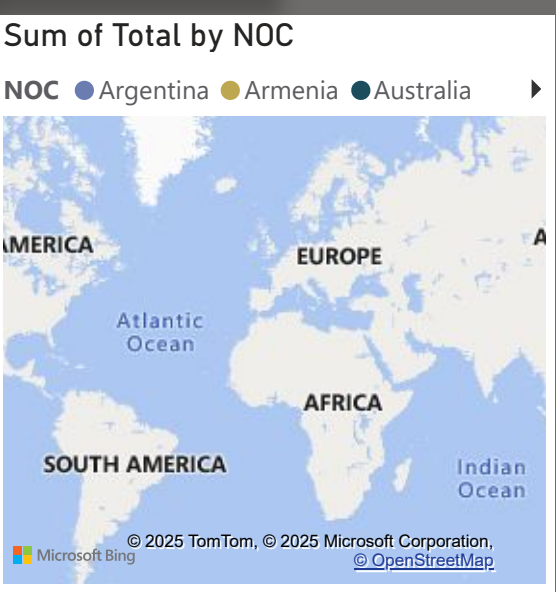 Sum of Total by NOC
NOC Argentina Armenia Australia
AMERICA
EUROPE
A
Atlantic
Ocean
AFRICA
SOUTH AMERICA
Indian
Ocean
© 2025 TomTom, © 2025 Microsoft Corporation,
Microsoft Bing
© OpenStreetMap